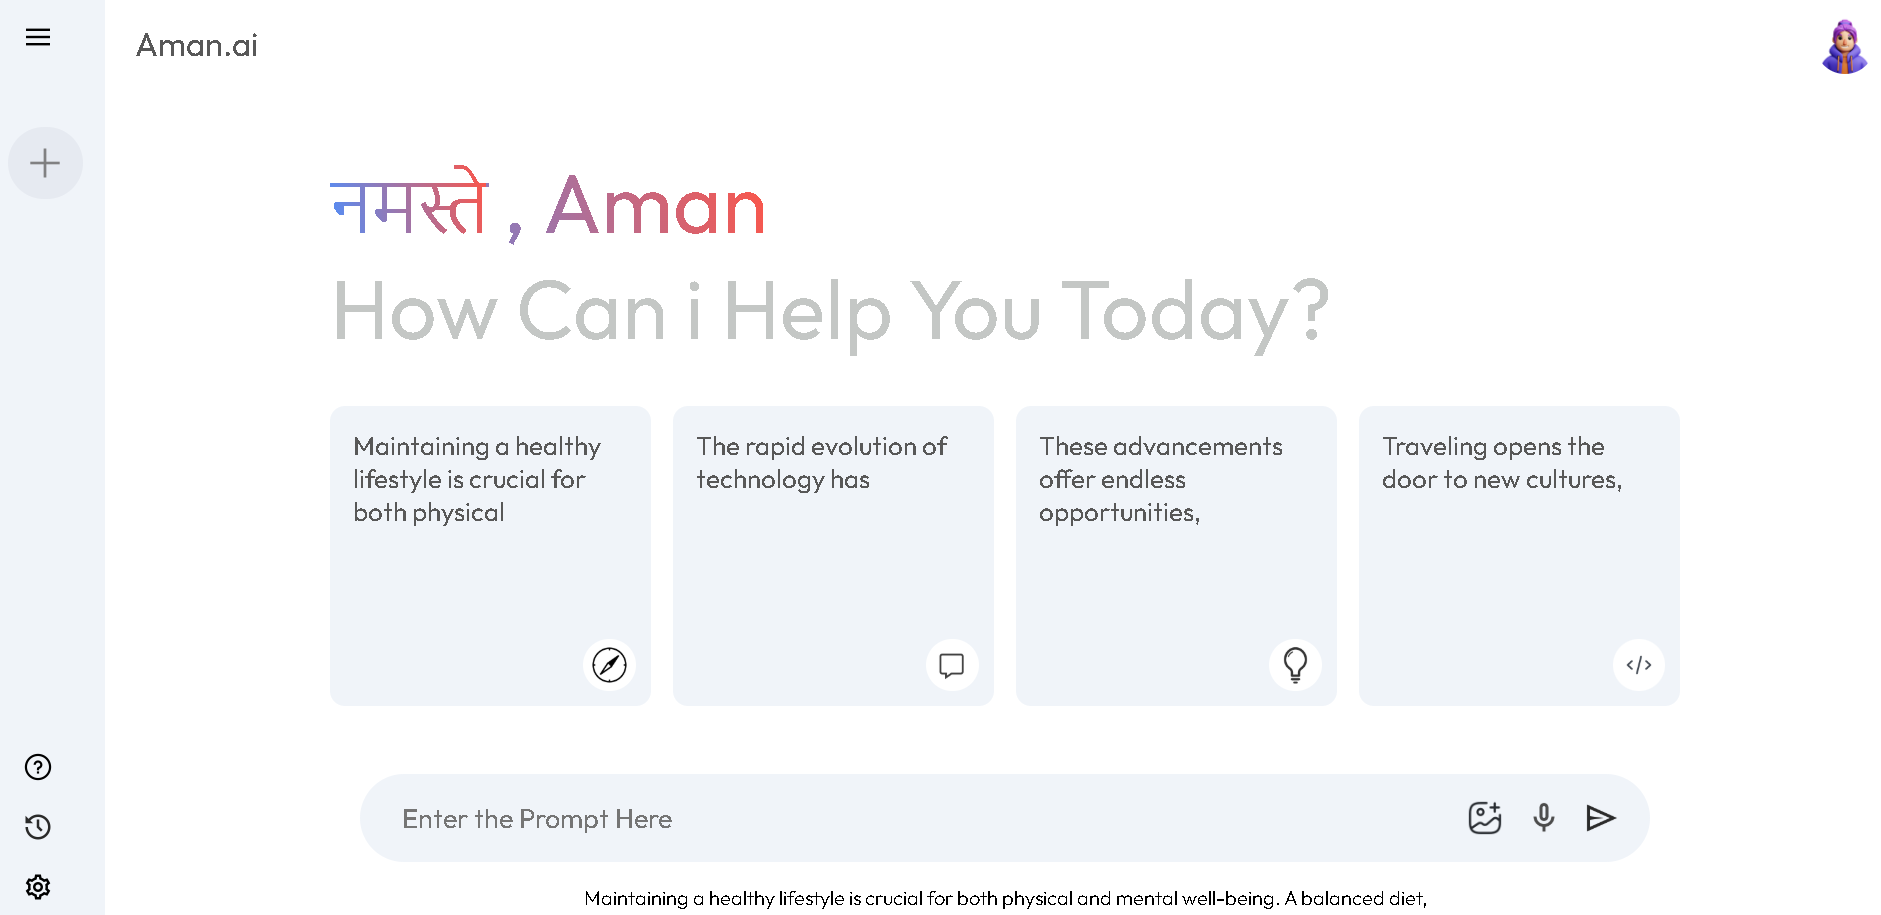 Aman.ai
नमस्ते , Aman
How Can i Help You Today?
Maintaining a healthy
lifestyle is crucial for
both physical
The rapid evolution of
technology has
These advancements
offer endless
opportunities,
Traveling opens the
door to new cultures,
Enter the Prompt Here
Maintaining a healthy lifestyle is crucial for both physical and mental well-being. A balanced diet,